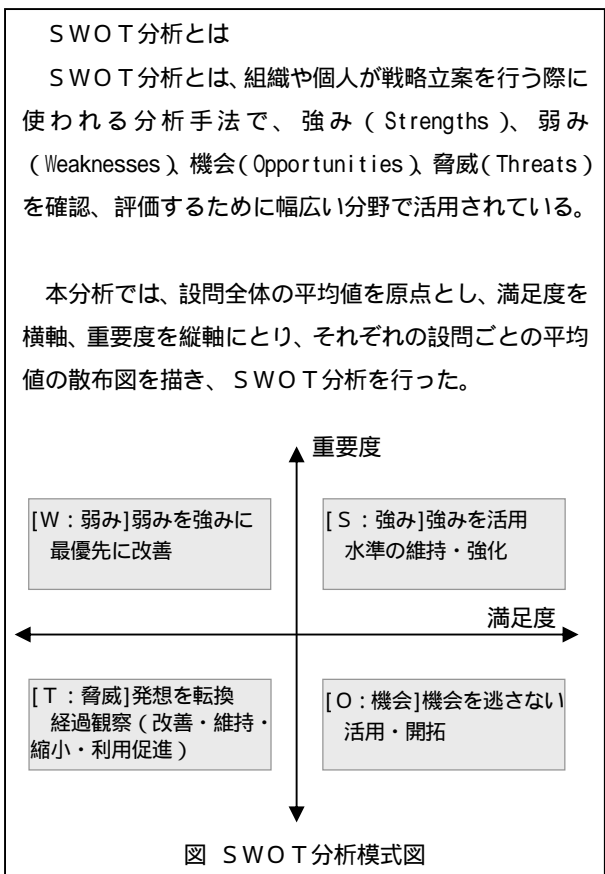 ＳＷＯＴ分析とは
ＳＷＯＴ分析とは、組織や個人が戦略立案を行う際に
使われる分析手法で、強み（Strengths）、弱み
（Weaknesses）、機会（Opportunities）、脅威（Threats）
を確認、評価するために幅広い分野で活用されている。
本分析では、設問全体の平均値を原点とし、満足度を
横軸、重要度を縦軸にとり、それぞれの設問ごとの平均
値の散布図を描き、ＳＷＯＴ分析を行った。
重要度
[Ｗ：弱み]弱みを強みに
最優先に改善
[Ｓ：強み]強みを活用
水準の維持・強化
満足度
[Ｔ：脅威]発想を転換
経過観察（改善・維持・
縮小・利用促進）
[Ｏ：機会]機会を逃さない
活用・開拓
図 ＳＷＯＴ分析模式図